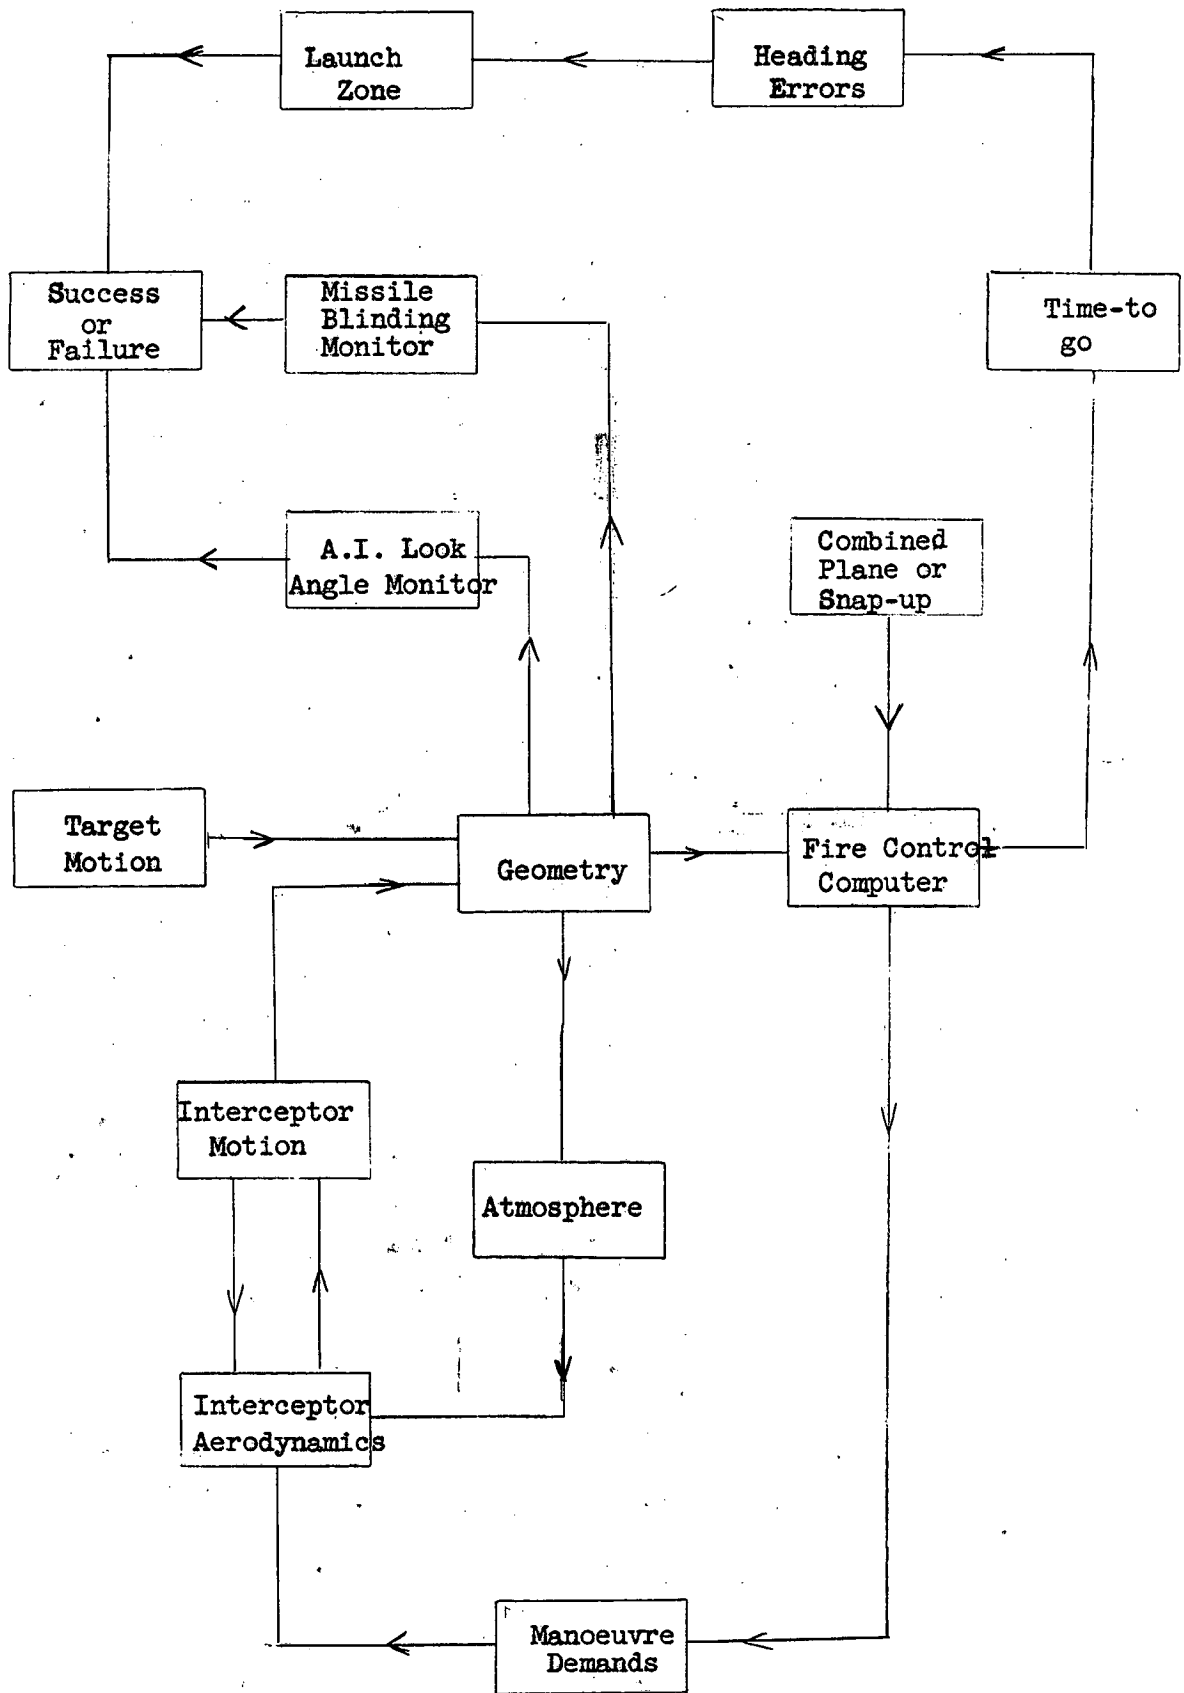 Launch
Zone
Heading
Errors
Success
or
Failure
Missile
Blinding
Monitor
Time-to
go
A.I. Look
Angle Monitor
Combined
Plane or
Snap-up
Target
Motion
Geometry
Fire Control
Computer
Interceptor
Motion
Atmosphere
Interceptor
Aerodynamics
Manoeuvre
Demands